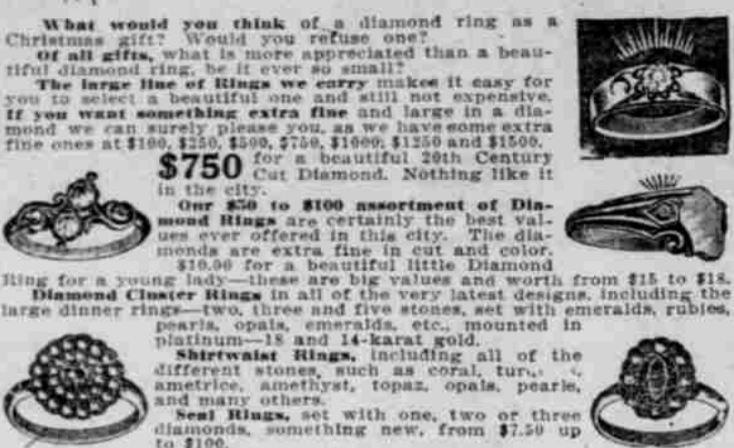 What would you think of a diamond ring as a
Christmas gift? Would you refuse one?
Of all gifts, what is more appreciated than a beau-
tiful diamond ring, be it ever so small?
The large line of Rings we carry makes it easy for
you to select a beautiful one and still not expensive.
If you want something extra fine and large in a dia-
mond we can surely please you, as we have some extra
fine ones at $100, $250, $500, $750, $1000, $1250 and $1500.
$750 for a beautiful 20th Century
Cut Diamond. Nothing like it
in the city.
Our $50 to $100 assortment of Dia-
mond Rings are certainly the best val-
ues ever offered in this city. The dia-
monds are extra fine in cut and color.
$10.00 for a beautiful little Diamond
Ring for a young lady—these are big values and worth from $15 to $18.
Diamond Cluster Rings in all of the very latest designs, including the
large dinner rings—two, three and five stones, set with emeralds, rubies,
pearls, opals, emeralds, etc., mounted in
platinum—18 and 14-karat gold.
Shirtwaist Rings, including all of the
different stones, such as coral,
ametrice, amethyst, topaz, opals, pearls,
and many others.
Seal Rings, set with one, two or three
diamonds, something new, from $7.50 up
to $100.